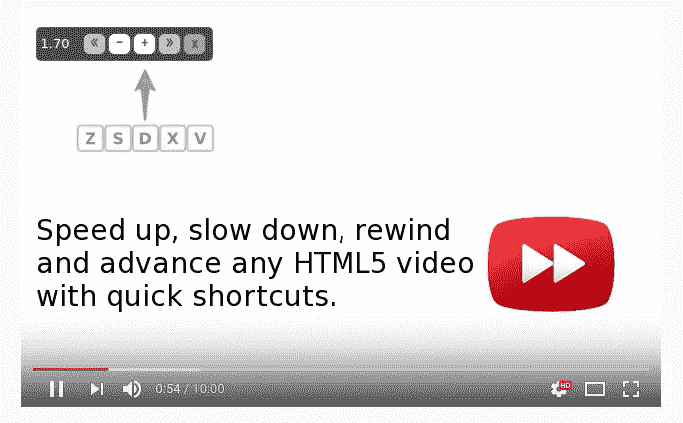 1.70 « − + » x
Z S D X V
Speed up, slow down, rewind
and advance any HTML5 video
with quick shortcuts.
0:54 / 10:00 HD